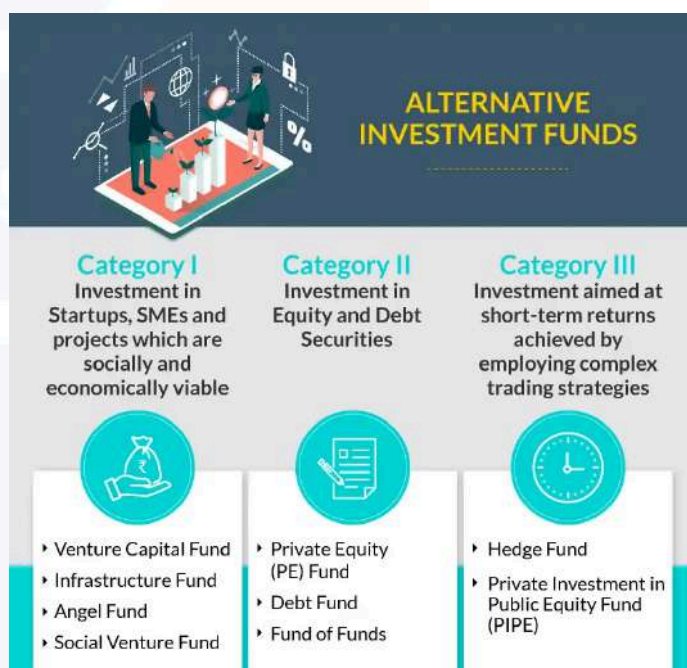 %
ALTERNATIVE
INVESTMENT FUNDS
Category I
Investment in
Startups, SMEs and
projects which are
socially and
economically viable
Category II
Investment in
Equity and Debt
Securities
Category III
Investment aimed at
short-term returns
achieved by
employing complex
trading strategies
₹
Venture Capital Fund
Infrastructure Fund
Angel Fund
Social Venture Fund
Private Equity
(PE) Fund
Debt Fund
Fund of Funds
Hedge Fund
Private Investment in
Public Equity Fund
(PIPE)